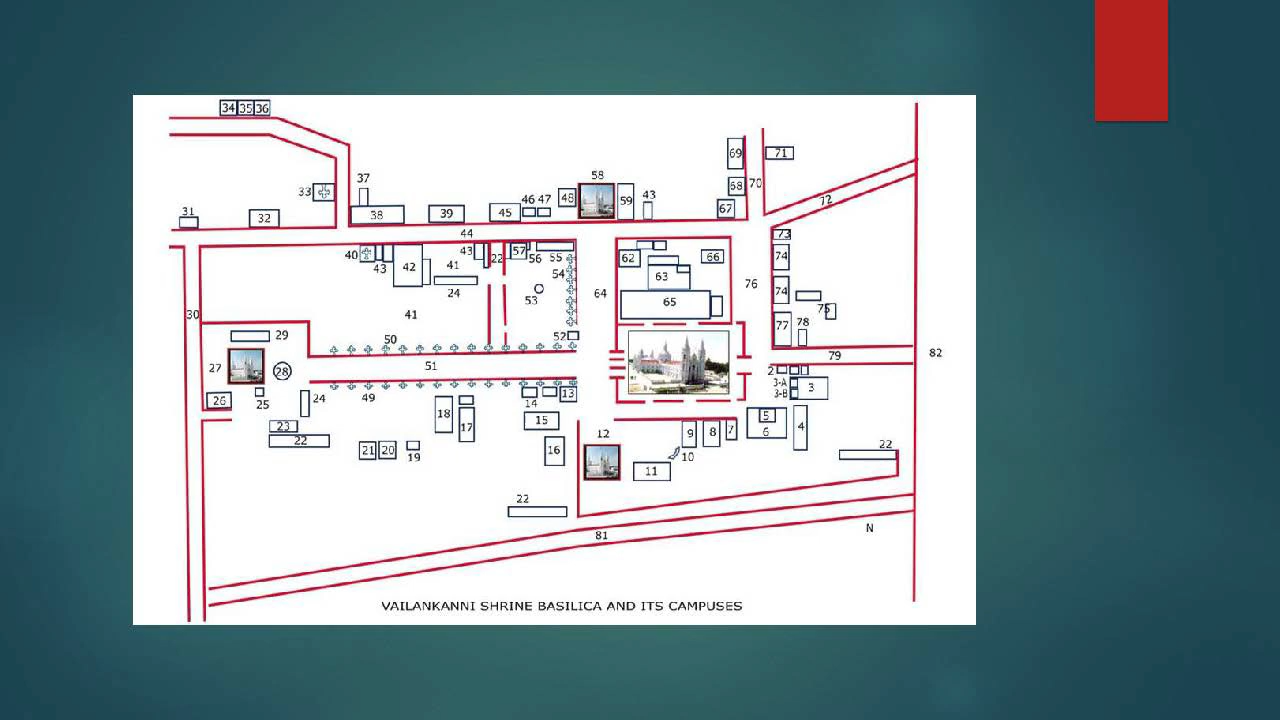 34 35 36
69 71
58
33 37 68 70
46 47 48 59 43 72
31 32 38 39 45 67
44 73
40 43 42 41 43 22 57 56 55 62 66 74
24 54 63 76
53 64 65 74
30 41 75
29 50 52 77 78
27 28 51 79 82
2
3-A 3
3-B
26 25 24 49 14 13
18 17 15 5
23 6 4
22 12 9 8 7
21 20 19 16 10 22
11
22
81 N
VAILANKANNI SHRINE BASILICA AND ITS CAMPUSES